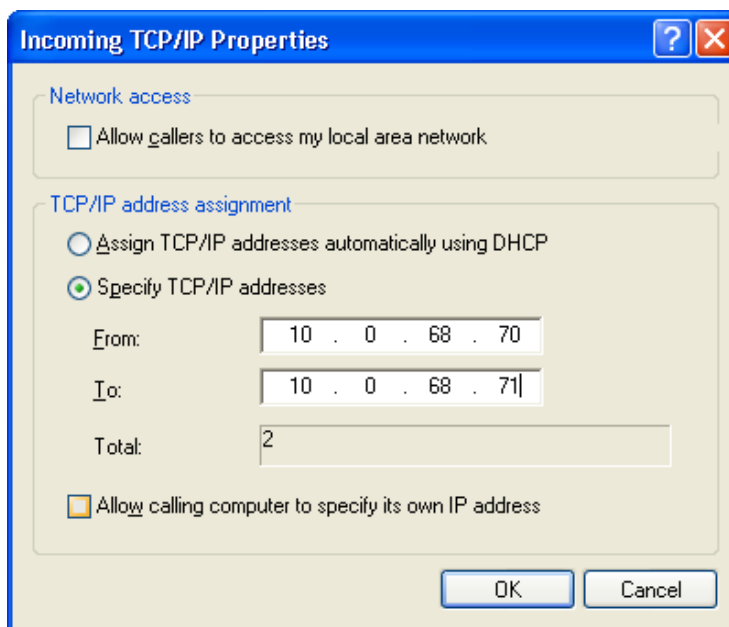 Incoming TCP/IP Properties
Network access
Allow callers to access my local area network
TCP/IP address assignment
Assign TCP/IP addresses automatically using DHCP
Specify TCP/IP addresses
From: 10 . 0 . 68 . 70
To: 10 . 0 . 68 . 71
Total: 2
Allow calling computer to specify its own IP address
OK Cancel